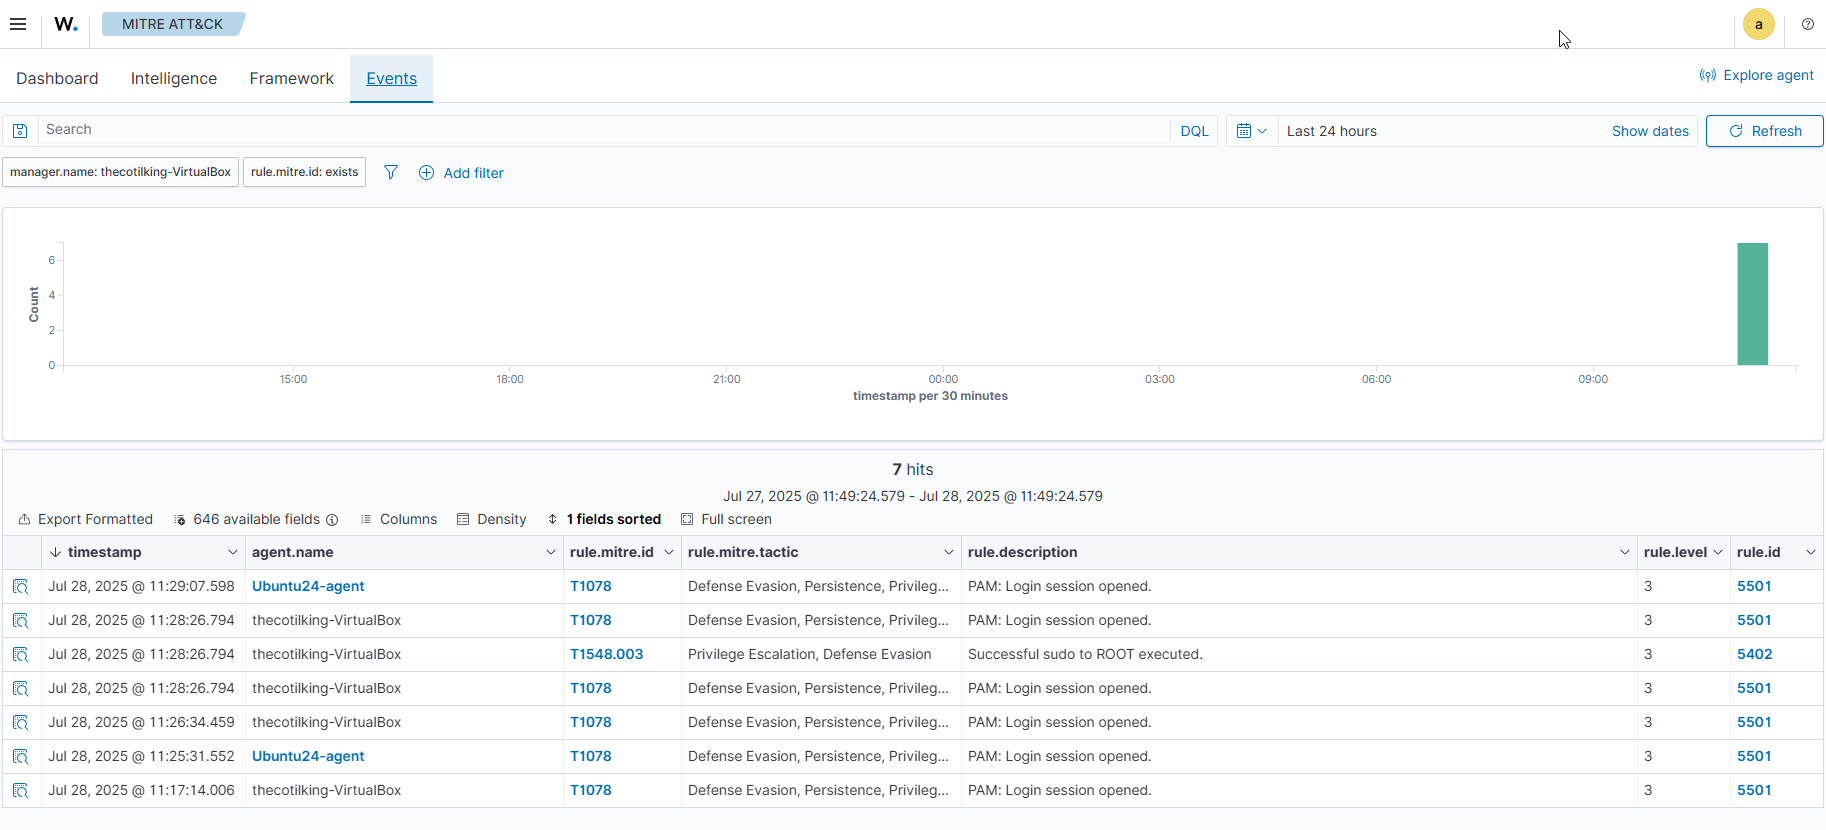 W. MITRE ATT&CK a
Dashboard Intelligence Framework Events Explore agent
Search DQL Last 24 hours Show dates Refresh
manager.name: thecotilking-VirtualBox rule.mitre.id: exists Add filter
6
4
2
0
Count
15:00 18:00 21:00 00:00 03:00 06:00 09:00
timestamp per 30 minutes
7 hits
Jul 27, 2025 @ 11:49:24.579 - Jul 28, 2025 @ 11:49:24.579
Export Formatted 646 available fields Columns Density 1 fields sorted Full screen
timestamp agent.name rule.mitre.id rule.mitre.tactic rule.description rule.level rule.id
Jul 28, 2025 @ 11:29:07.598 Ubuntu24-agent T1078 Defense Evasion, Persistence, Privileg... PAM: Login session opened. 3 5501
Jul 28, 2025 @ 11:28:26.794 thecotilking-VirtualBox T1078 Defense Evasion, Persistence, Privileg... PAM: Login session opened. 3 5501
Jul 28, 2025 @ 11:28:26.794 thecotilking-VirtualBox T1548.003 Privilege Escalation, Defense Evasion Successful sudo to ROOT executed. 3 5402
Jul 28, 2025 @ 11:28:26.794 thecotilking-VirtualBox T1078 Defense Evasion, Persistence, Privileg... PAM: Login session opened. 3 5501
Jul 28, 2025 @ 11:26:34.459 thecotilking-VirtualBox T1078 Defense Evasion, Persistence, Privileg... PAM: Login session opened. 3 5501
Jul 28, 2025 @ 11:25:31.552 Ubuntu24-agent T1078 Defense Evasion, Persistence, Privileg... PAM: Login session opened. 3 5501
Jul 28, 2025 @ 11:17:14.006 thecotilking-VirtualBox T1078 Defense Evasion, Persistence, Privileg... PAM: Login session opened. 3 5501